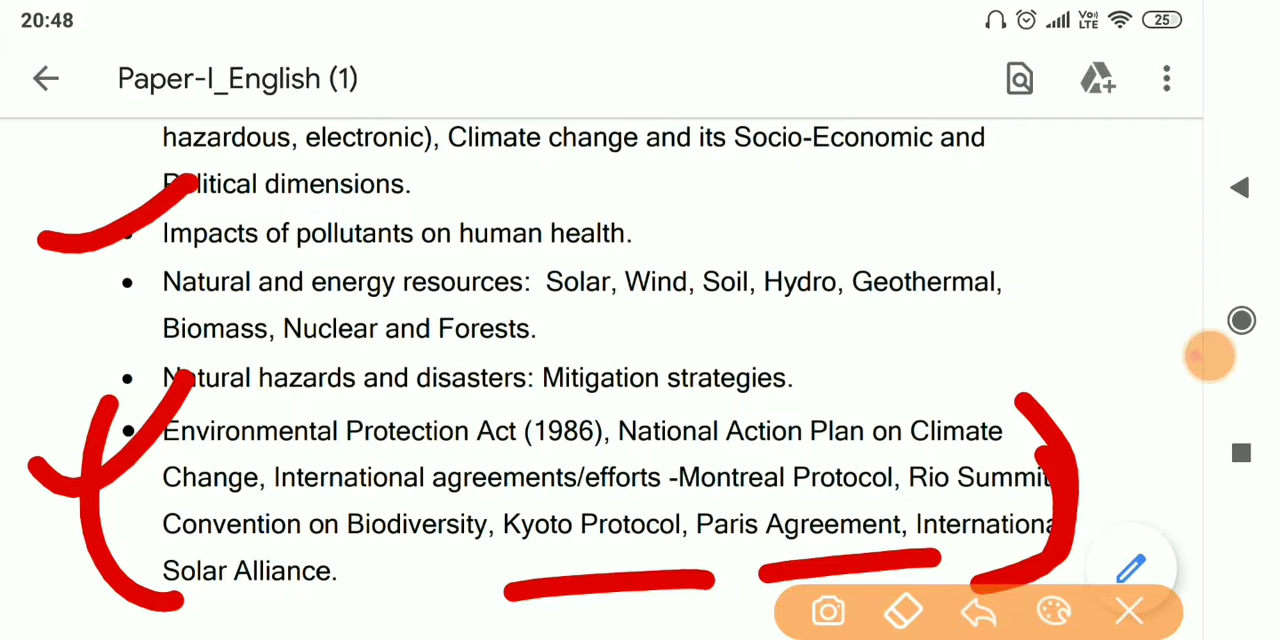 20:48
Vo))
LTE
25
Paper-I_English (1)
hazardous, electronic), Climate change and its Socio-Economic and
Political dimensions.
Impacts of pollutants on human health.
Natural and energy resources: Solar, Wind, Soil, Hydro, Geothermal,
Biomass, Nuclear and Forests.
Natural hazards and disasters: Mitigation strategies.
Environmental Protection Act (1986), National Action Plan on Climate
Change, International agreements/efforts -Montreal Protocol, Rio Summit
Convention on Biodiversity, Kyoto Protocol, Paris Agreement, International
Solar Alliance.